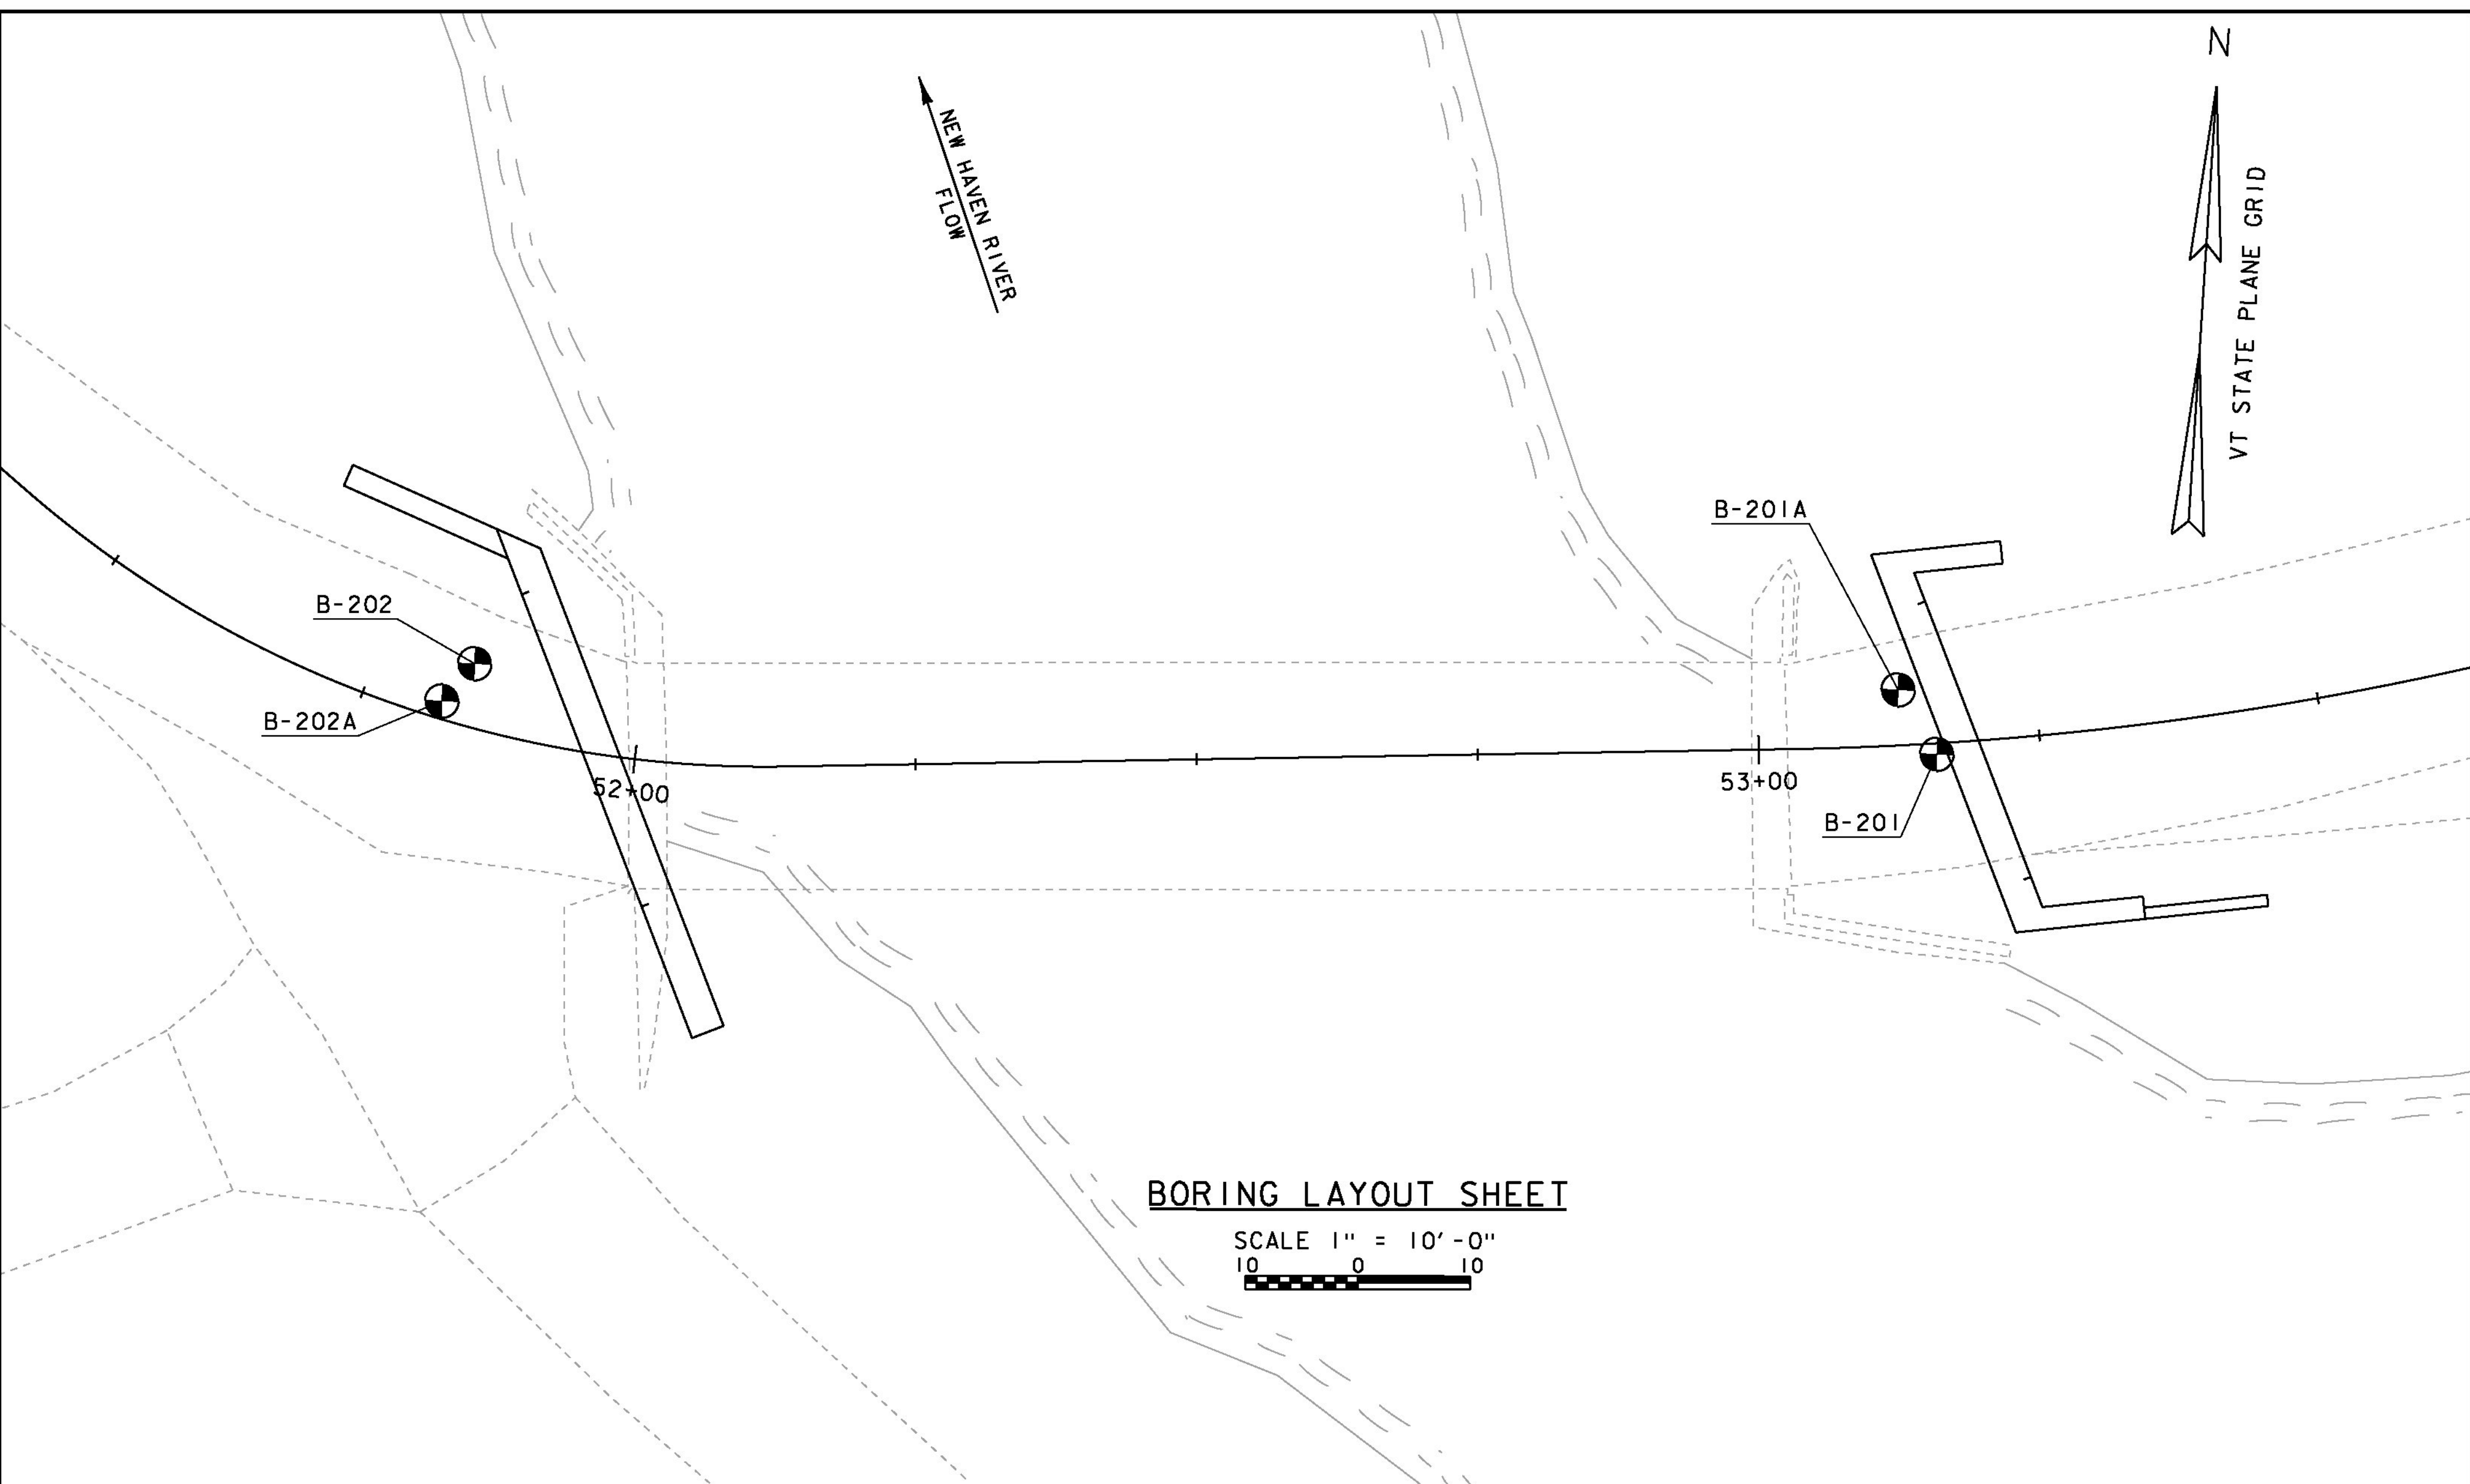 N
NEW HAVEN RIVER
FLOW
VT STATE PLANE GRID
B-201A
B-202
B-202A
52+00
53+00
B-201
BORING LAYOUT SHEET
SCALE 1" = 10'-0"
10 0 10